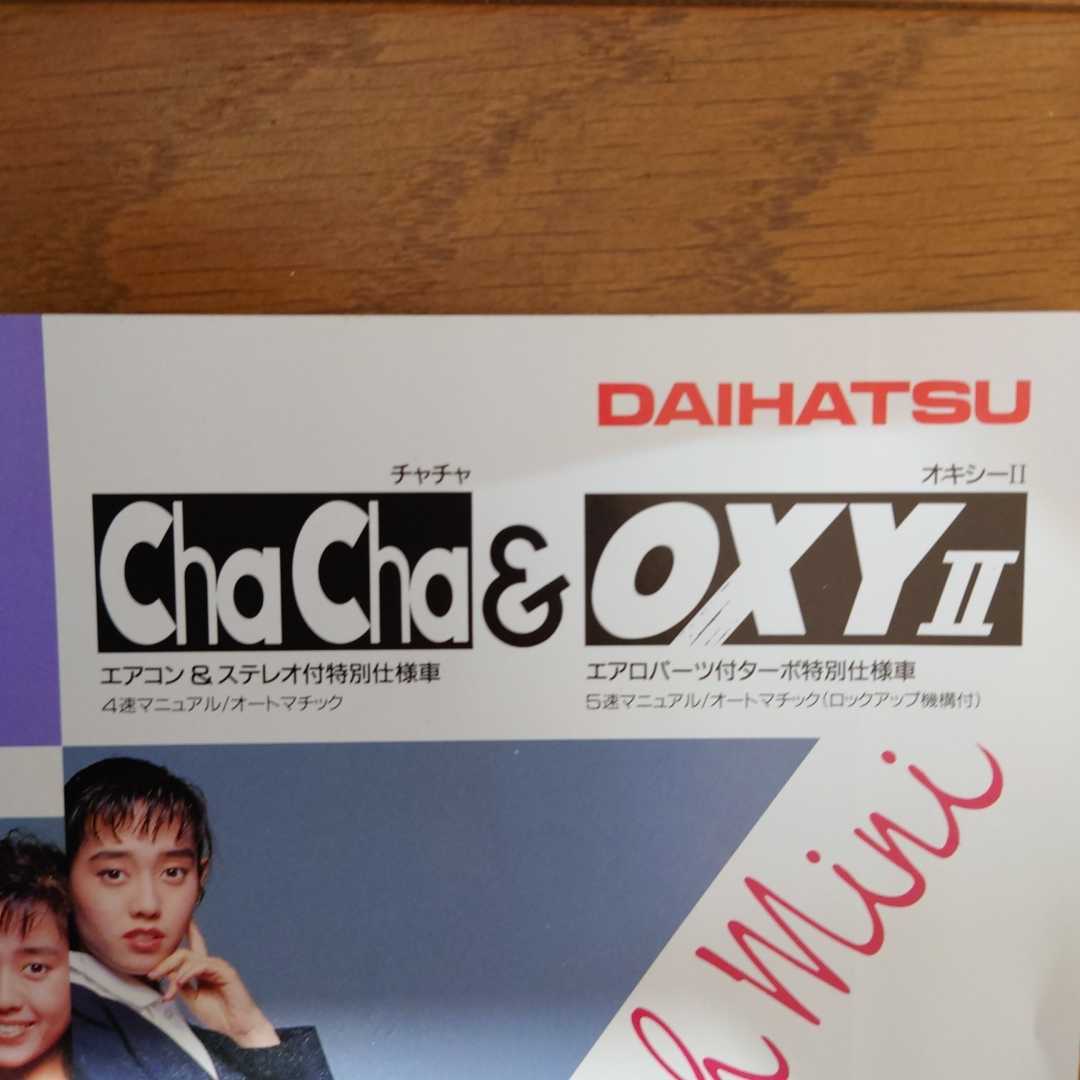 DAIHATSU
チャチャ
オキシーII
ChaCha & OXY II
エアコン&ステレオ付特別仕様車
4速マニュアル/オートマチック
エアロパーツ付ターボ特別仕様車
5速マニュアル/オートマチック(ロックアップ機構付)
h Mini